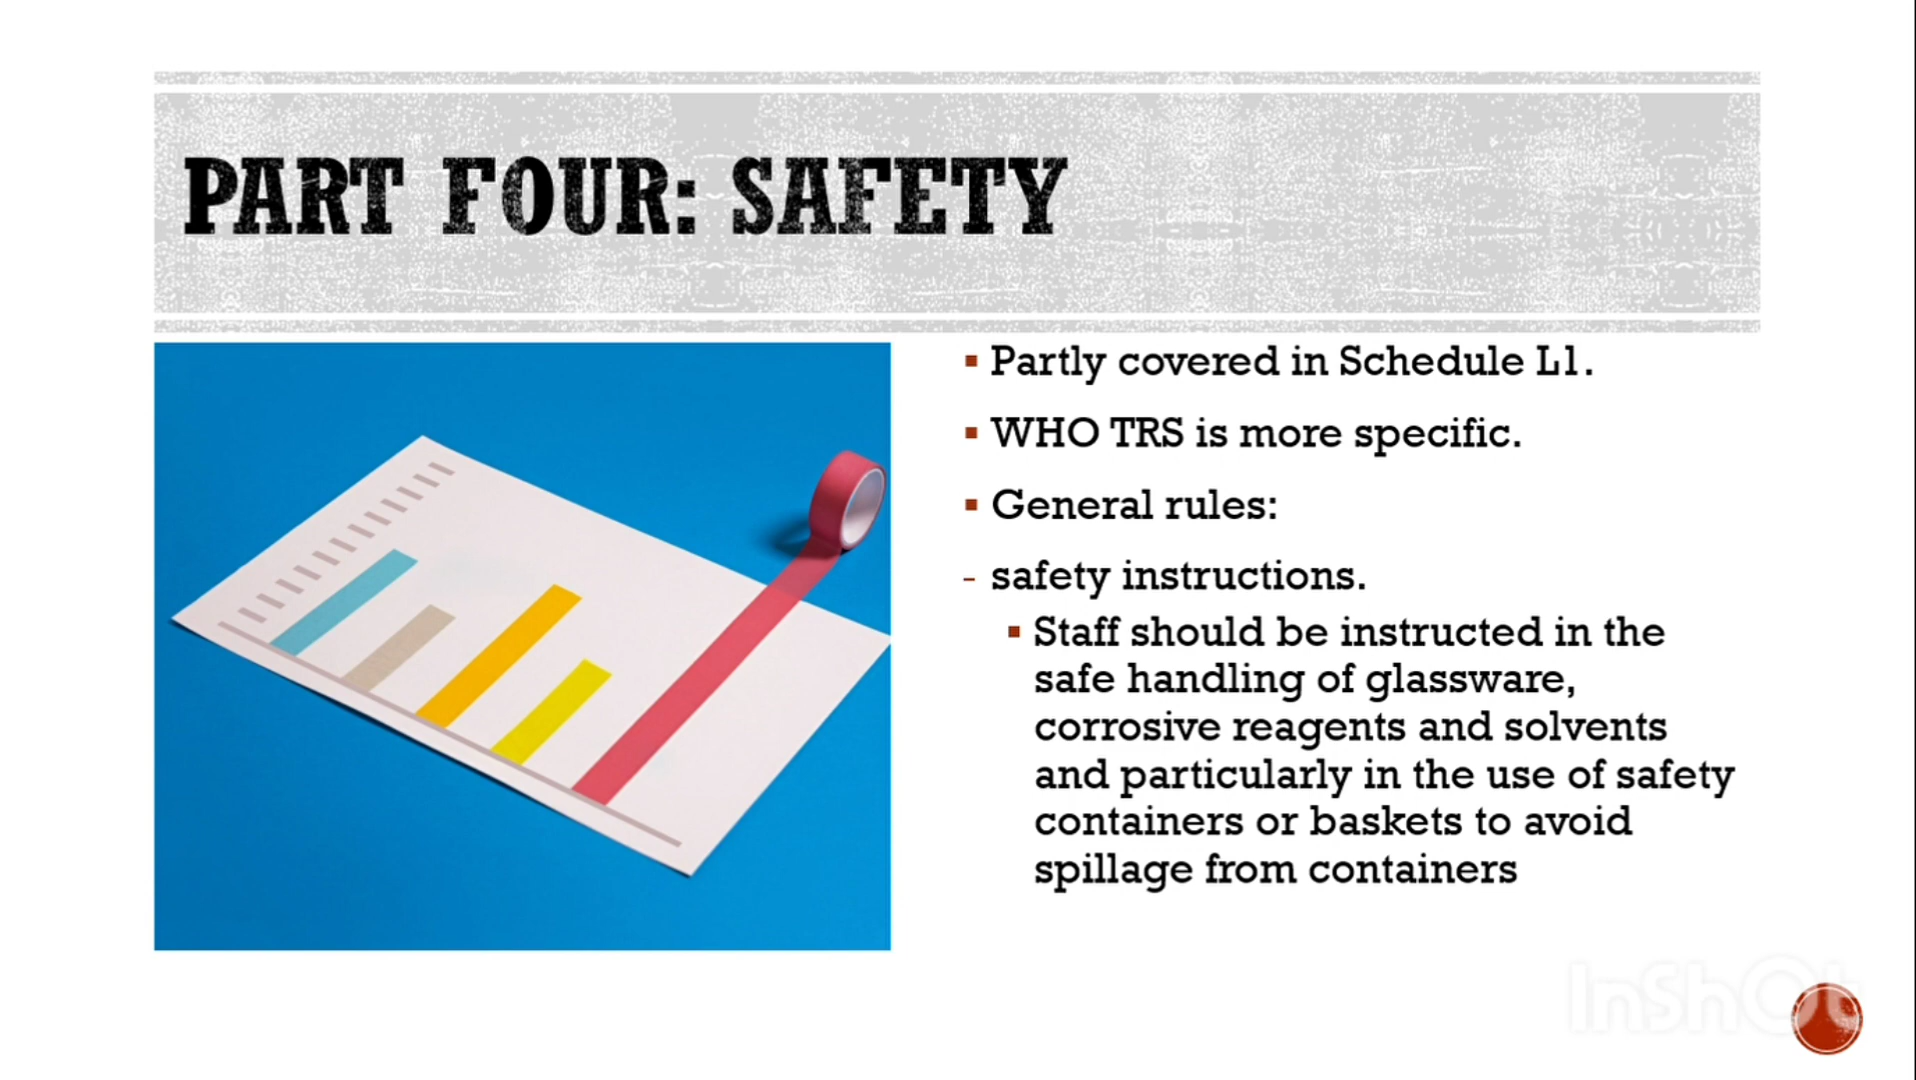 PART FOUR: SAFETY
Partly covered in Schedule L1.
WHO TRS is more specific.
General rules:
- safety instructions.
Staff should be instructed in the
safe handling of glassware,
corrosive reagents and solvents
and particularly in the use of safety
containers or baskets to avoid
spillage from containers
InShOt